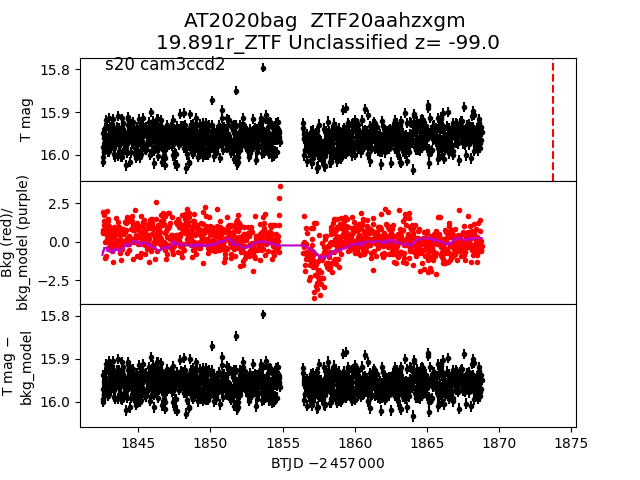 AT2020bag  ZTF20aahzxgm
19.891r_ZTF Unclassified z= -99.0
s20 cam3ccd2
15.8
15.9
16.0
T mag
2.5
0.0
−2.5
Bkg (red)/
bkg_model (purple)
15.8
15.9
16.0
T mag −
bkg_model
1845
1850
1855
1860
1865
1870
1875
BTJD −2 457 000